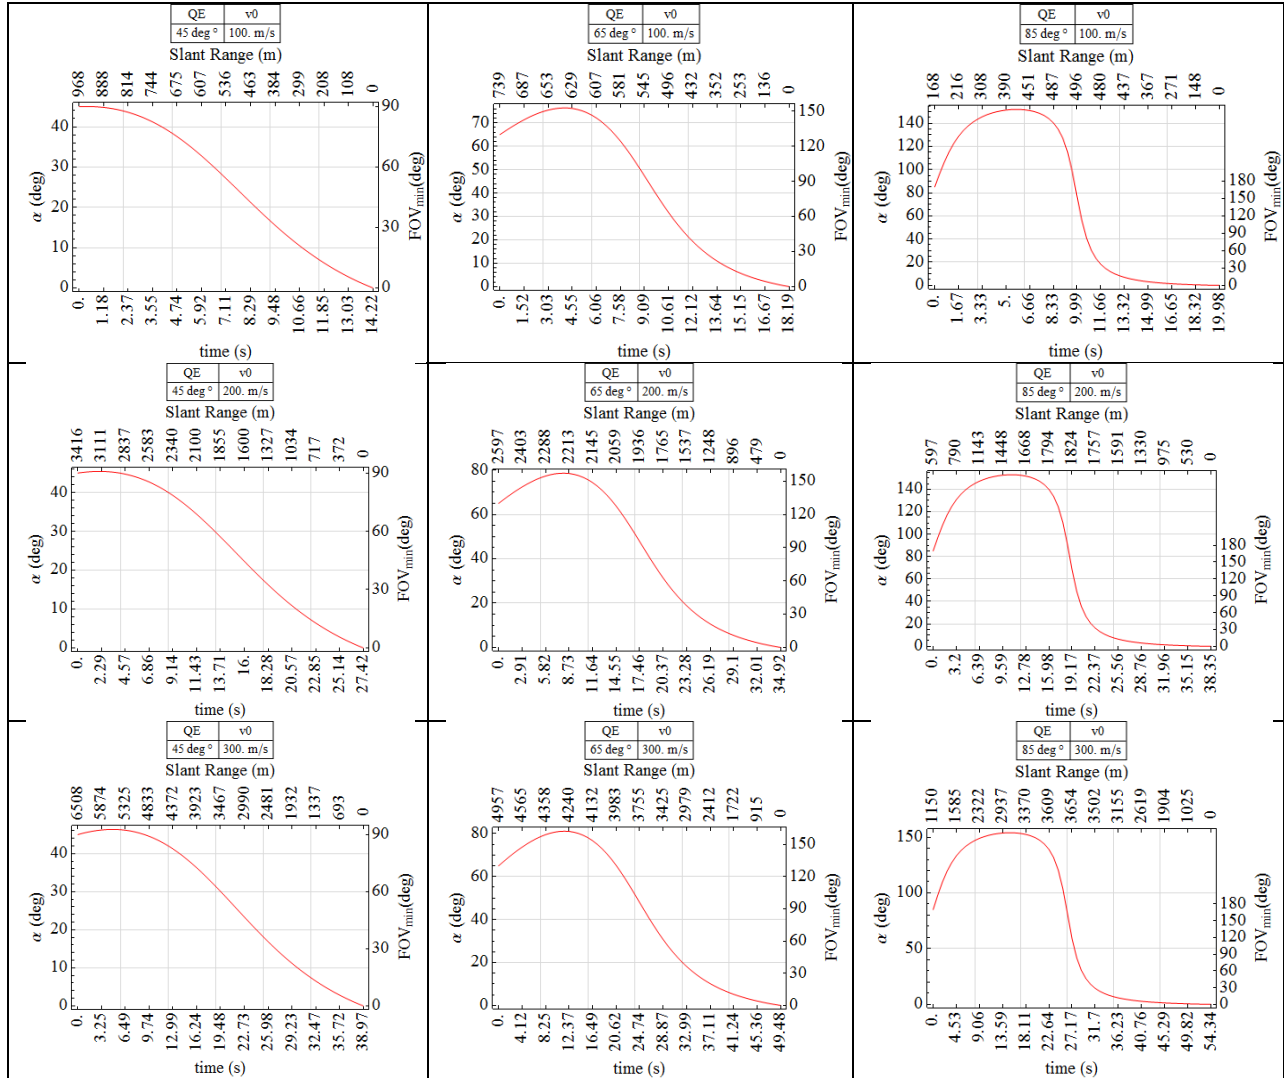 QE v0
45 deg ° 100. m/s
Slant Range (m)
968 888 814 744 675 607 536 463 384 299 208 108 0
40 30 20 10 0
α (deg)
90 60 30 0
FOVmin(deg)
0. 1.18 2.37 3.55 4.74 5.92 7.11 8.29 9.48 10.66 11.85 13.03 14.22
time (s)
QE v0
65 deg ° 100. m/s
Slant Range (m)
739 687 653 629 607 581 545 496 432 352 253 136 0
70 60 50 40 30 20 10 0
α (deg)
150 120 90 60 30 0
FOVmin(deg)
0. 1.52 3.03 4.55 6.06 7.58 9.09 10.61 12.12 13.64 15.15 16.67 18.19
time (s)
QE v0
85 deg ° 100. m/s
Slant Range (m)
168 216 308 390 451 487 496 480 437 367 271 148 0
140 120 100 80 60 40 20 0
α (deg)
180 150 120 90 60 30 0
FOVmin(deg)
0. 1.67 3.33 5. 6.66 8.33 9.99 11.66 13.32 14.99 16.65 18.32 19.98
time (s)
QE v0
45 deg ° 200. m/s
Slant Range (m)
3416 3111 2837 2583 2340 2100 1855 1600 1327 1034 717 372 0
40 30 20 10 0
α (deg)
90 60 30 0
FOVmin(deg)
0. 2.29 4.57 6.86 9.14 11.43 13.71 16. 18.28 20.57 22.85 25.14 27.42
time (s)
QE v0
65 deg ° 200. m/s
Slant Range (m)
2597 2403 2288 2213 2145 2059 1936 1765 1537 1248 896 479 0
80 60 40 20 0
α (deg)
150 120 90 60 30 0
FOVmin(deg)
0. 2.91 5.82 8.73 11.64 14.55 17.46 20.37 23.28 26.19 29.1 32.01 34.92
time (s)
QE v0
85 deg ° 200. m/s
Slant Range (m)
597 790 1143 1448 1668 1794 1824 1757 1591 1330 975 530 0
140 120 100 80 60 40 20 0
α (deg)
180 150 120 90 60 30 0
FOVmin(deg)
0. 3.2 6.39 9.59 12.78 15.98 19.17 22.37 25.56 28.76 31.96 35.15 38.35
time (s)
QE v0
45 deg ° 300. m/s
Slant Range (m)
6508 5874 5325 4833 4372 3923 3467 2990 2481 1932 1337 693 0
40 30 20 10 0
α (deg)
90 60 30 0
FOVmin(deg)
0. 3.25 6.49 9.74 12.99 16.24 19.48 22.73 25.98 29.23 32.47 35.72 38.97
time (s)
QE v0
65 deg ° 300. m/s
Slant Range (m)
4957 4565 4358 4240 4132 3983 3755 3425 2979 2412 1722 915 0
80 60 40 20 0
α (deg)
150 120 90 60 30 0
FOVmin(deg)
0. 4.12 8.25 12.37 16.49 20.62 24.74 28.87 32.99 37.11 41.24 45.36 49.48
time (s)
QE v0
85 deg ° 300. m/s
Slant Range (m)
1150 1585 2322 2937 3370 3609 3654 3502 3155 2619 1904 1025 0
150 100 50 0
α (deg)
180 150 120 90 60 30 0
FOVmin(deg)
0. 4.53 9.06 13.59 18.11 22.64 27.17 31.7 36.23 40.76 45.29 49.82 54.34
time (s)